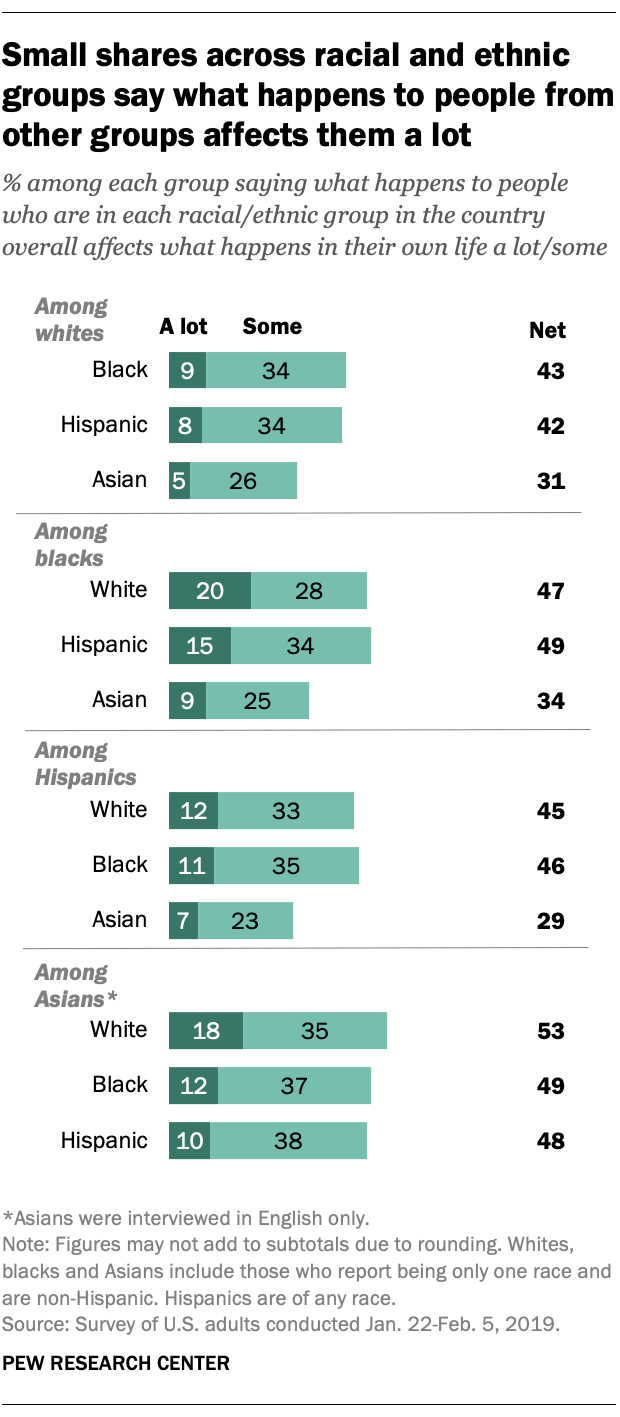 Small shares across racial and ethnic
groups say what happens to people from
other groups affects them a lot
% among each group saying what happens to people
who are in each racial/ethnic group in the country
overall affects what happens in their own life a lot/some
Among
whites
A lot Some Net
Black 9 34 43
Hispanic 8 34 42
Asian 5 26 31
Among
blacks
White 20 28 47
Hispanic 15 34 49
Asian 9 25 34
Among
Hispanics
White 12 33 45
Black 11 35 46
Asian 7 23 29
Among
Asians*
White 18 35 53
Black 12 37 49
Hispanic 10 38 48
*Asians were interviewed in English only.
Note: Figures may not add to subtotals due to rounding. Whites,
blacks and Asians include those who report being only one race and
are non-Hispanic. Hispanics are of any race.
Source: Survey of U.S. adults conducted Jan. 22-Feb. 5, 2019.
PEW RESEARCH CENTER